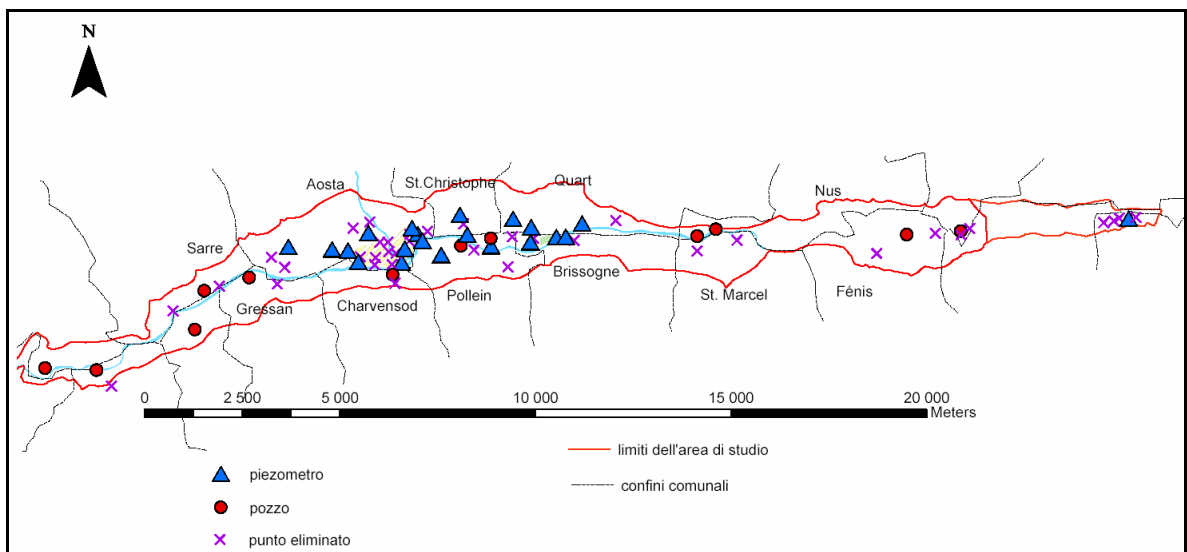 N
Aosta
St.Christophe
Quart
Nus
Sarre
Gressan
Charvensod
Pollein
Brissogne
St. Marcel
Fénis
0 2 500 5 000 10 000 15 000 20 000
Meters
limiti dell'area di studio
piezometro
confini comunali
pozzo
punto eliminato